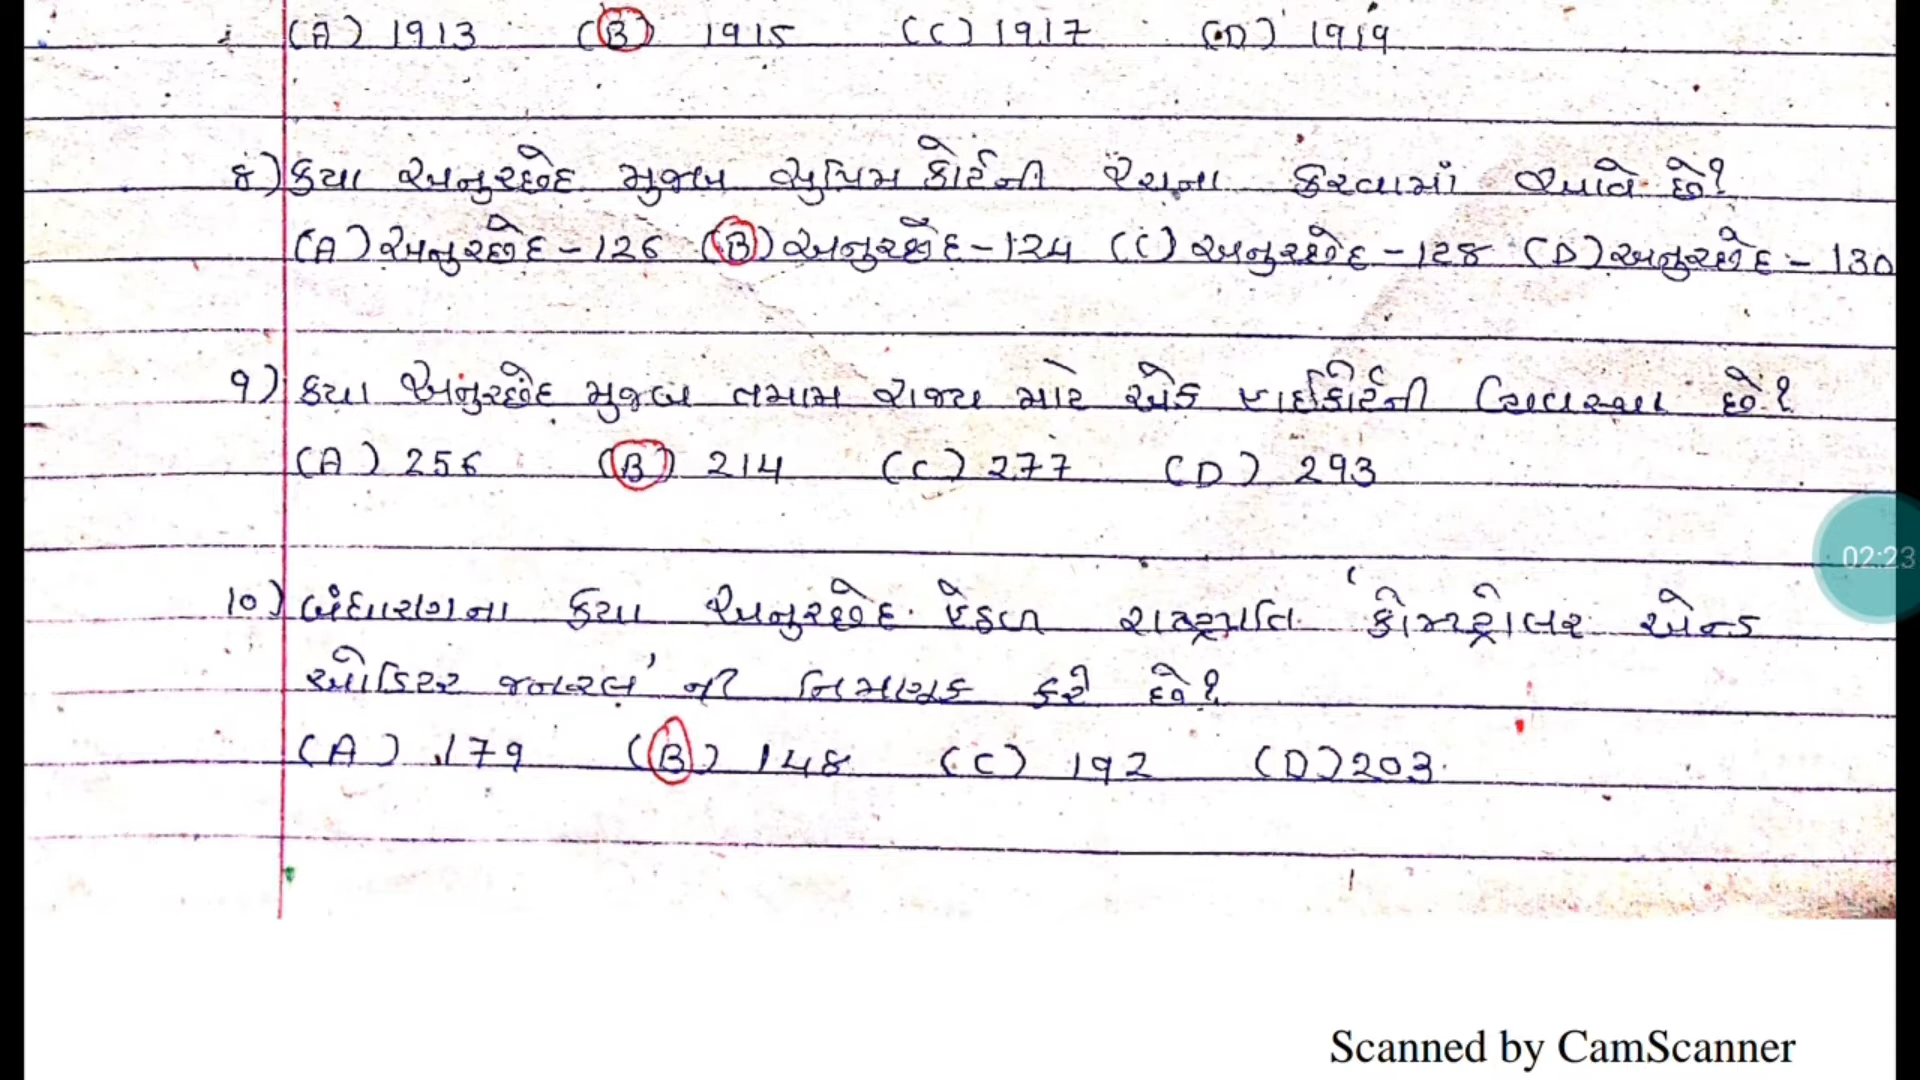 (A) 1913 (B) 1915 (C) 1917 (D) 1919
8) કયા અનુચ્છેદ મુજબ સુપ્રિમ કોર્ટની રચના કરવામાં આવે છે?
(A) અનુચ્છેદ - 126 (B) અનુચ્છેદ - 124 (C) અનુચ્છેદ - 128 (D) અનુચ્છેદ - 130
9) કયા અનુચ્છેદ મુજબ તમામ રાજ્ય માટે એક હાઈકોર્ટની વ્યવસ્થા છે?
(A) 256 (B) 214 (C) 277 (D) 293
10) બંધારણના કયા અનુચ્છેદ હેઠળ રાષ્ટ્રપતિ 'કોમ્પ્ટ્રોલર એન્ડ
ઓડિટર જનરલ' ની નિમણૂક કરે છે?
(A) 179 (B) 148 (C) 192 (D) 203
02:23
Scanned by CamScanner